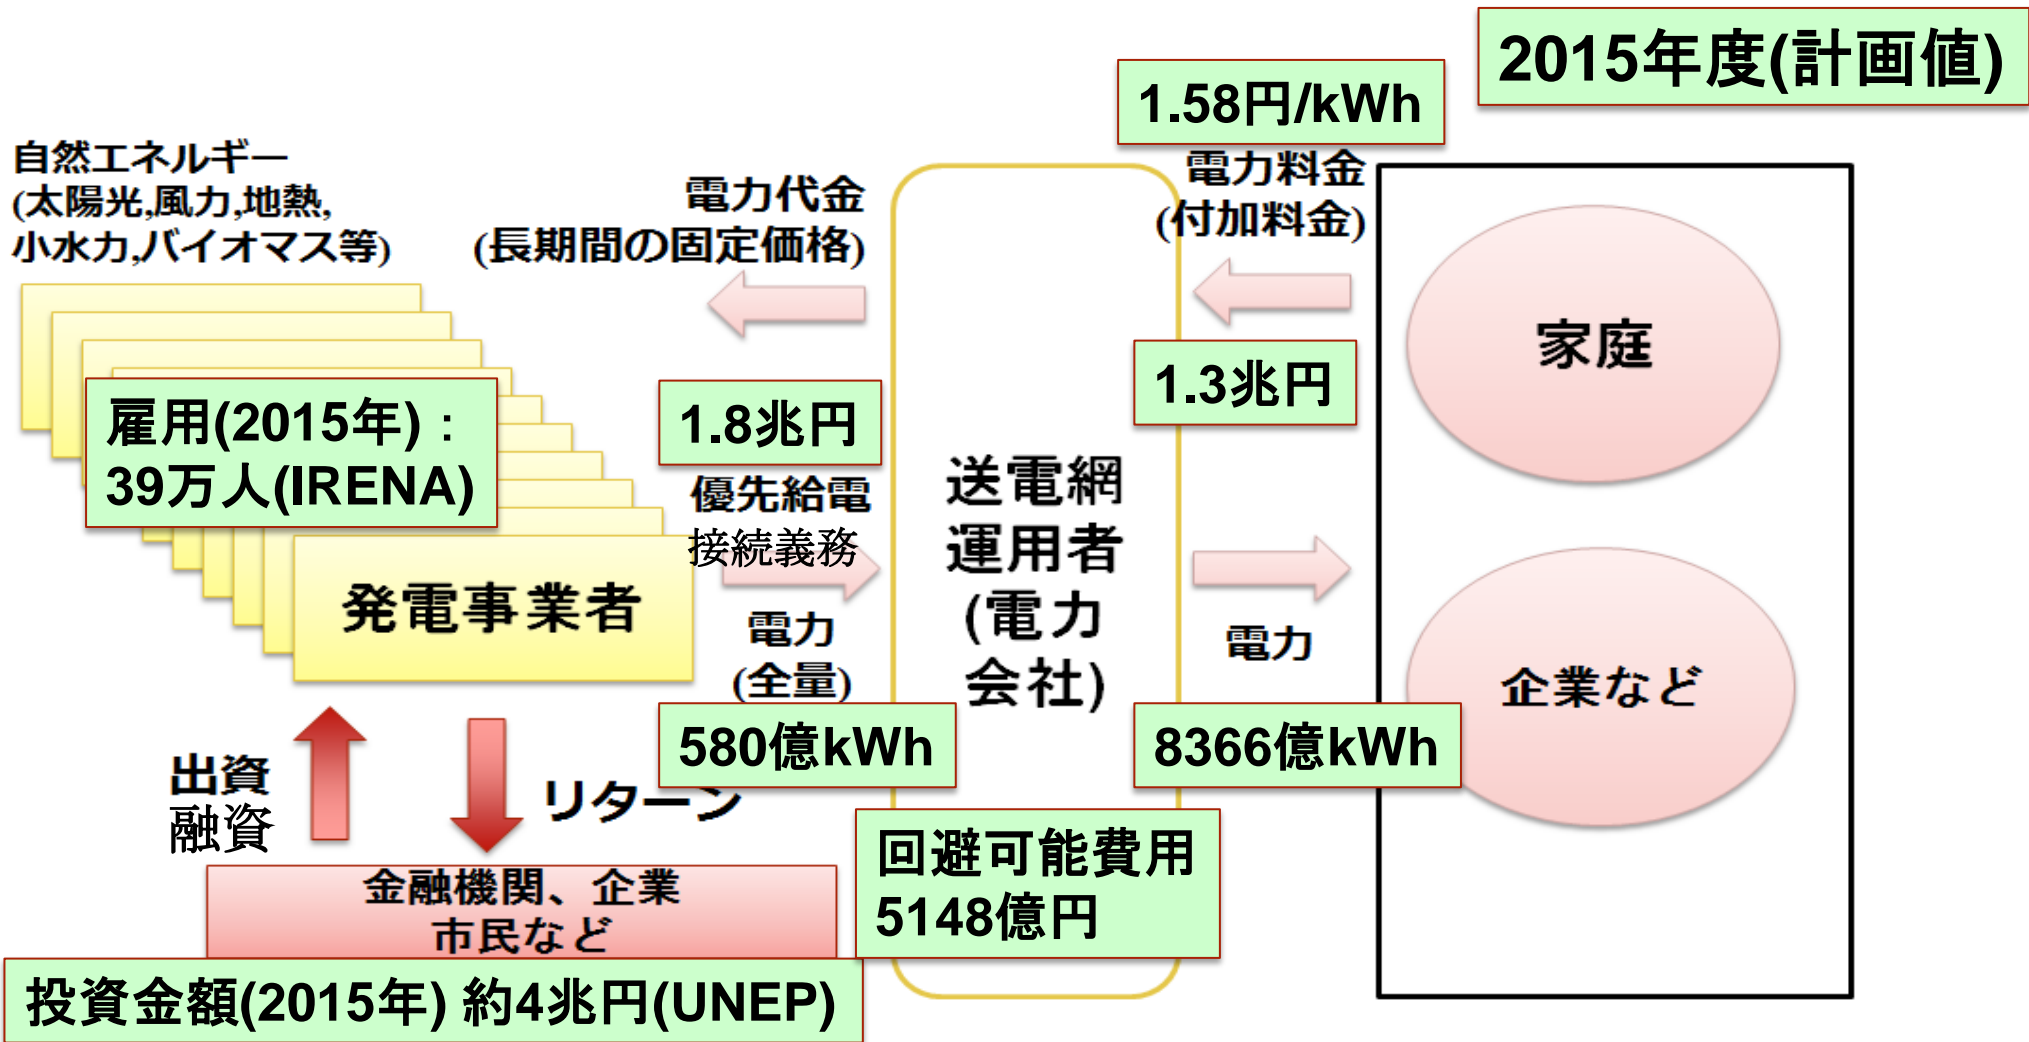 2015年度(計画値)
1.58円/kWh
電力料金
(付加料金)
自然エネルギー
(太陽光,風力,地熱,
小水力,バイオマス等)
電力代金
(長期間の固定価格)
家庭
1.3兆円
1.8兆円
雇用(2015年)：
39万人(IRENA)
優先給電
接続義務
送電網
運用者
(電力
会社)
発電事業者
電力
(全量)
電力
企業など
580億kWh
8366億kWh
出資
融資
リターン
回避可能費用
5148億円
金融機関、企業
市民など
投資金額(2015年) 約4兆円(UNEP)